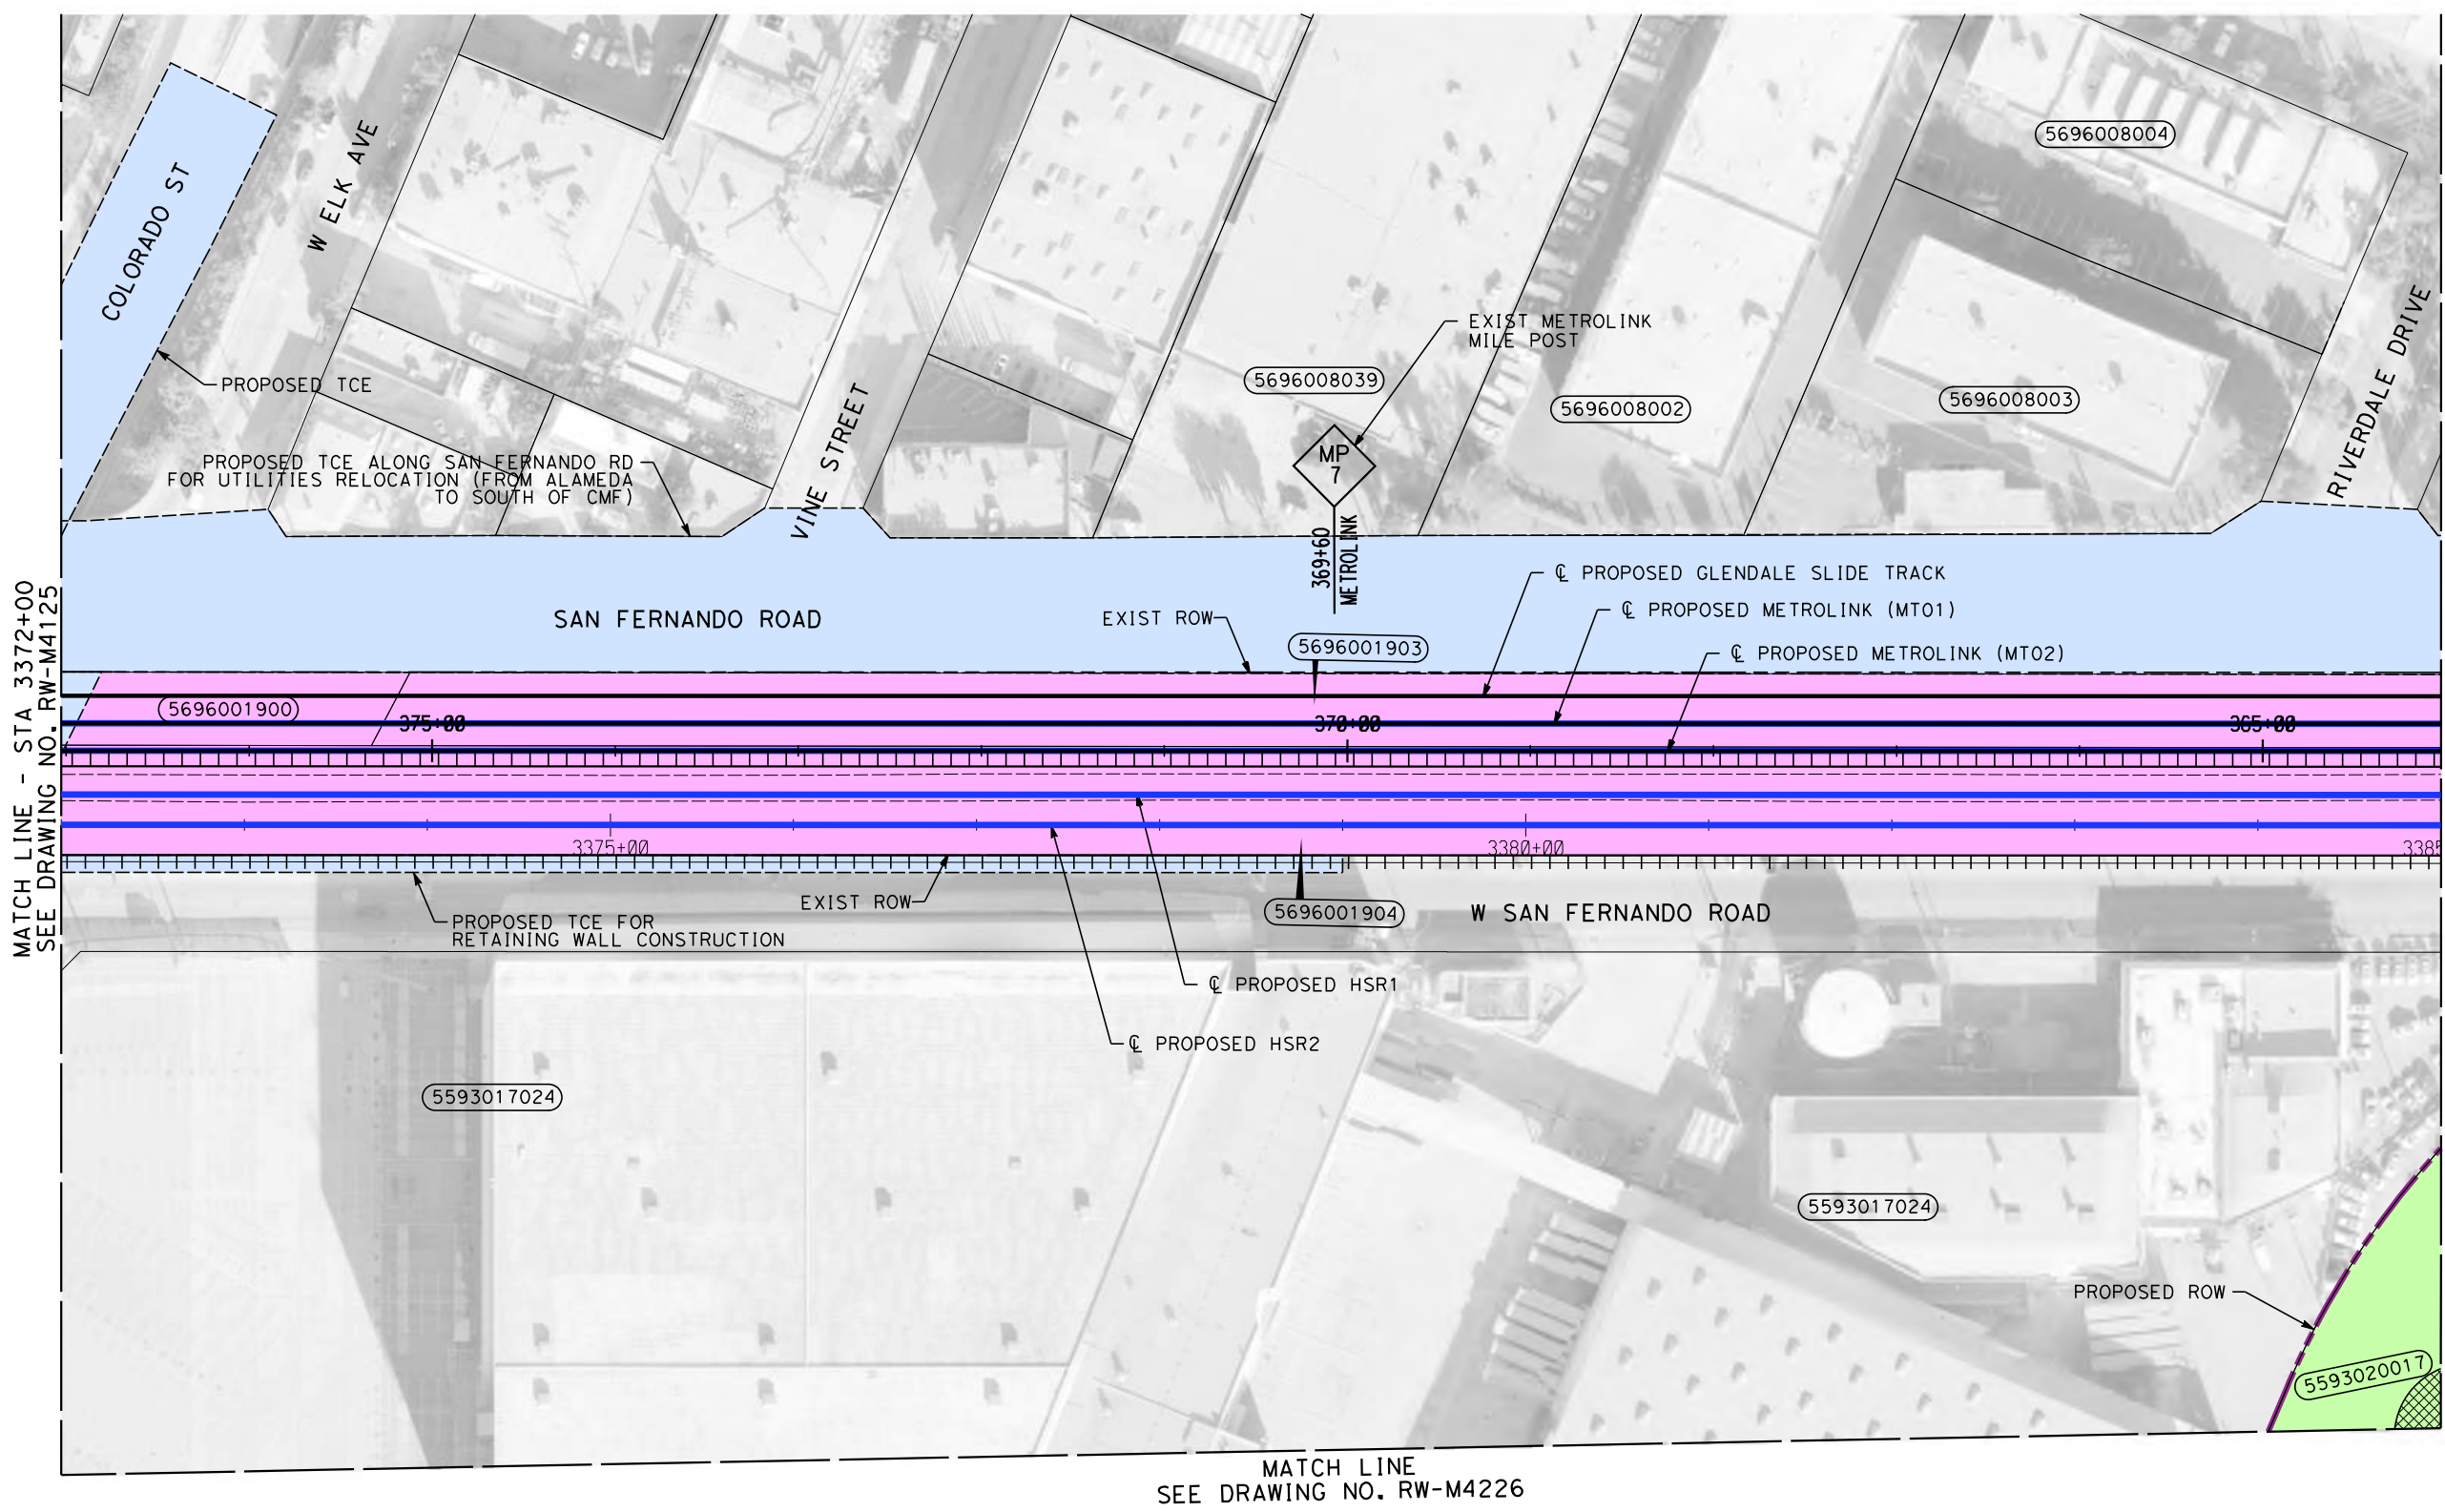 COLORADO ST
W ELK AVE
5696008004
EXIST METROLINK
MILE POST
5696008039
5696008002
5696008003
RIVERDALE DRIVE
PROPOSED TCE
VINE STREET
PROPOSED TCE ALONG SAN FERNANDO RD
FOR UTILITIES RELOCATION (FROM ALAMEDA
TO SOUTH OF CMF)
MP
7
369+60
METROLINK
℄ PROPOSED GLENDALE SLIDE TRACK
℄ PROPOSED METROLINK (MT01)
℄ PROPOSED METROLINK (MT02)
SAN FERNANDO ROAD
EXIST ROW
5696001903
MATCH LINE - STA 3372+00
SEE DRAWING NO. RW-M4125
5696001900
375+00
370+00
365+00
3375+00
3380+00
3385
EXIST ROW
5696001904
W SAN FERNANDO ROAD
PROPOSED TCE FOR
RETAINING WALL CONSTRUCTION
℄ PROPOSED HSR1
℄ PROPOSED HSR2
5593017024
5593017024
PROPOSED ROW
5593020017
MATCH LINE
SEE DRAWING NO. RW-M4226